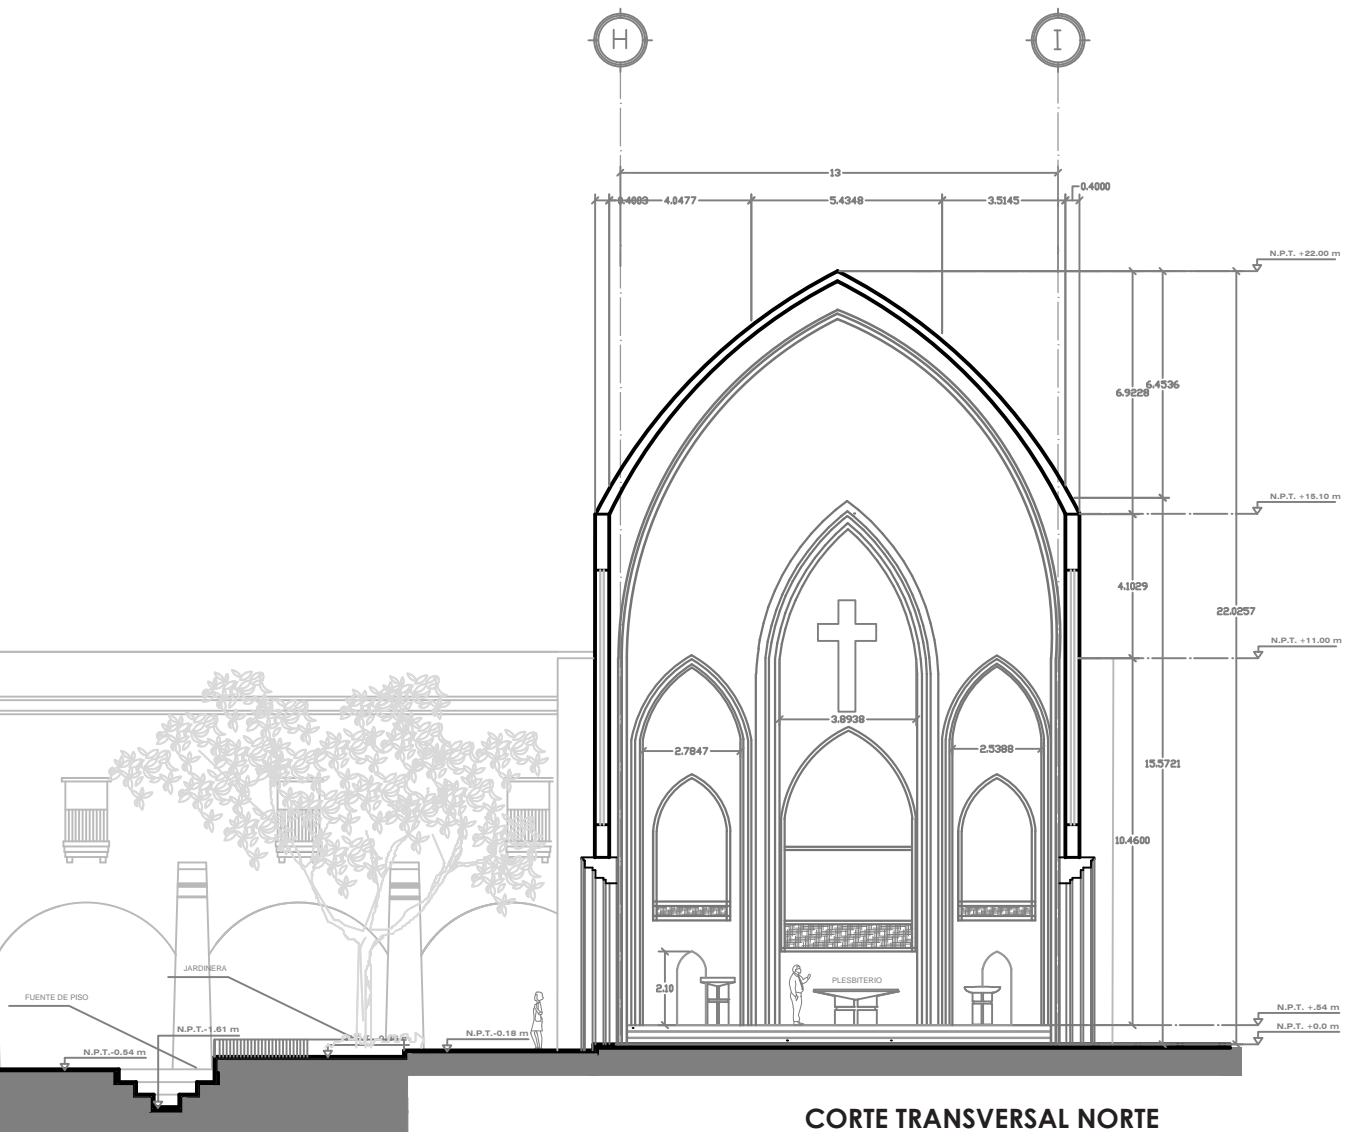 H
I
13
0.4000
0.4003
4.0477
5.4348
3.5145
N.P.T. +22.00 m
6.4536
6.9228
N.P.T. +15.10 m
4.1029
22.0257
N.P.T. +11.00 m
3.8938
2.7847
2.5388
15.5721
10.4600
JARDINERA
PLESBITERIO
2.10
FUENTE DE PISO
N.P.T. +.54 m
N.P.T.-1.61 m
N.P.T.-0.18 m
N.P.T. +0.0 m
N.P.T.-0.54 m
CORTE TRANSVERSAL NORTE